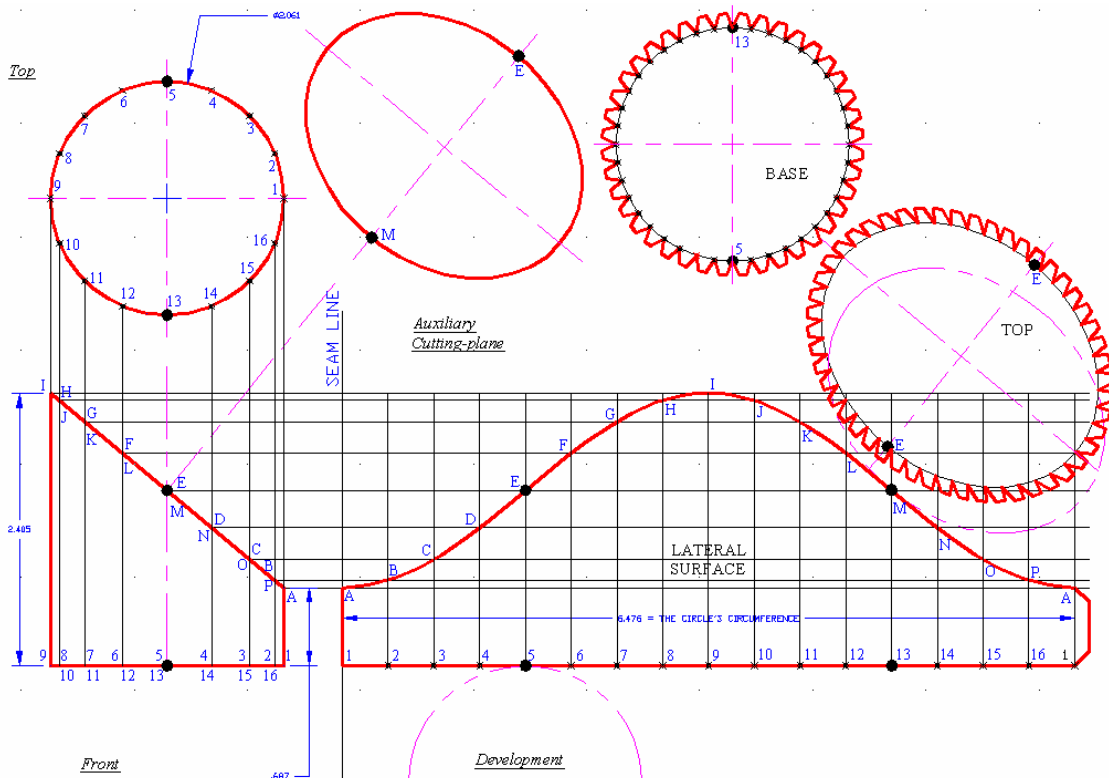 ø2.061
Top
6 5 4
7 3
8 2
9 1
10 16
11 15
12 13 14
E
M
13
BASE
5
E
TOP
E
SEAM LINE
Auxiliary
Cutting-plane
I H
J G
K
F
L
E
M D
N
C
O B
P
A
2.405
I
H J
G K
F L
E M
D N
C O
B P
A A
LATERAL
SURFACE
6.476 = THE CIRCLE'S CIRCUMFERENCE
9 8 7 6 5 4 3 2 1
10 11 12 13 14 15 16
1 2 3 4 5 6 7 8 9 10 11 12 13 14 15 16 1
Front
.687
Development